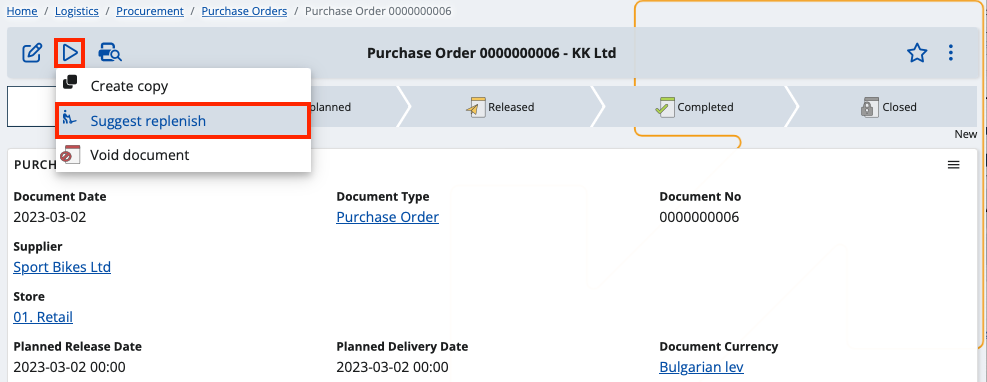 Home / Logistics / Procurement / Purchase Orders / Purchase Order 0000000006
Purchase Order 0000000006 - KK Ltd
Create copy
Suggest replenish
Void document
planned
Released
Completed
Closed
New
PURCH
Document Date
2023-03-02
Document Type
Purchase Order
Document No
0000000006
Supplier
Sport Bikes Ltd
Store
01. Retail
Planned Release Date
2023-03-02 00:00
Planned Delivery Date
2023-03-02 00:00
Document Currency
Bulgarian lev